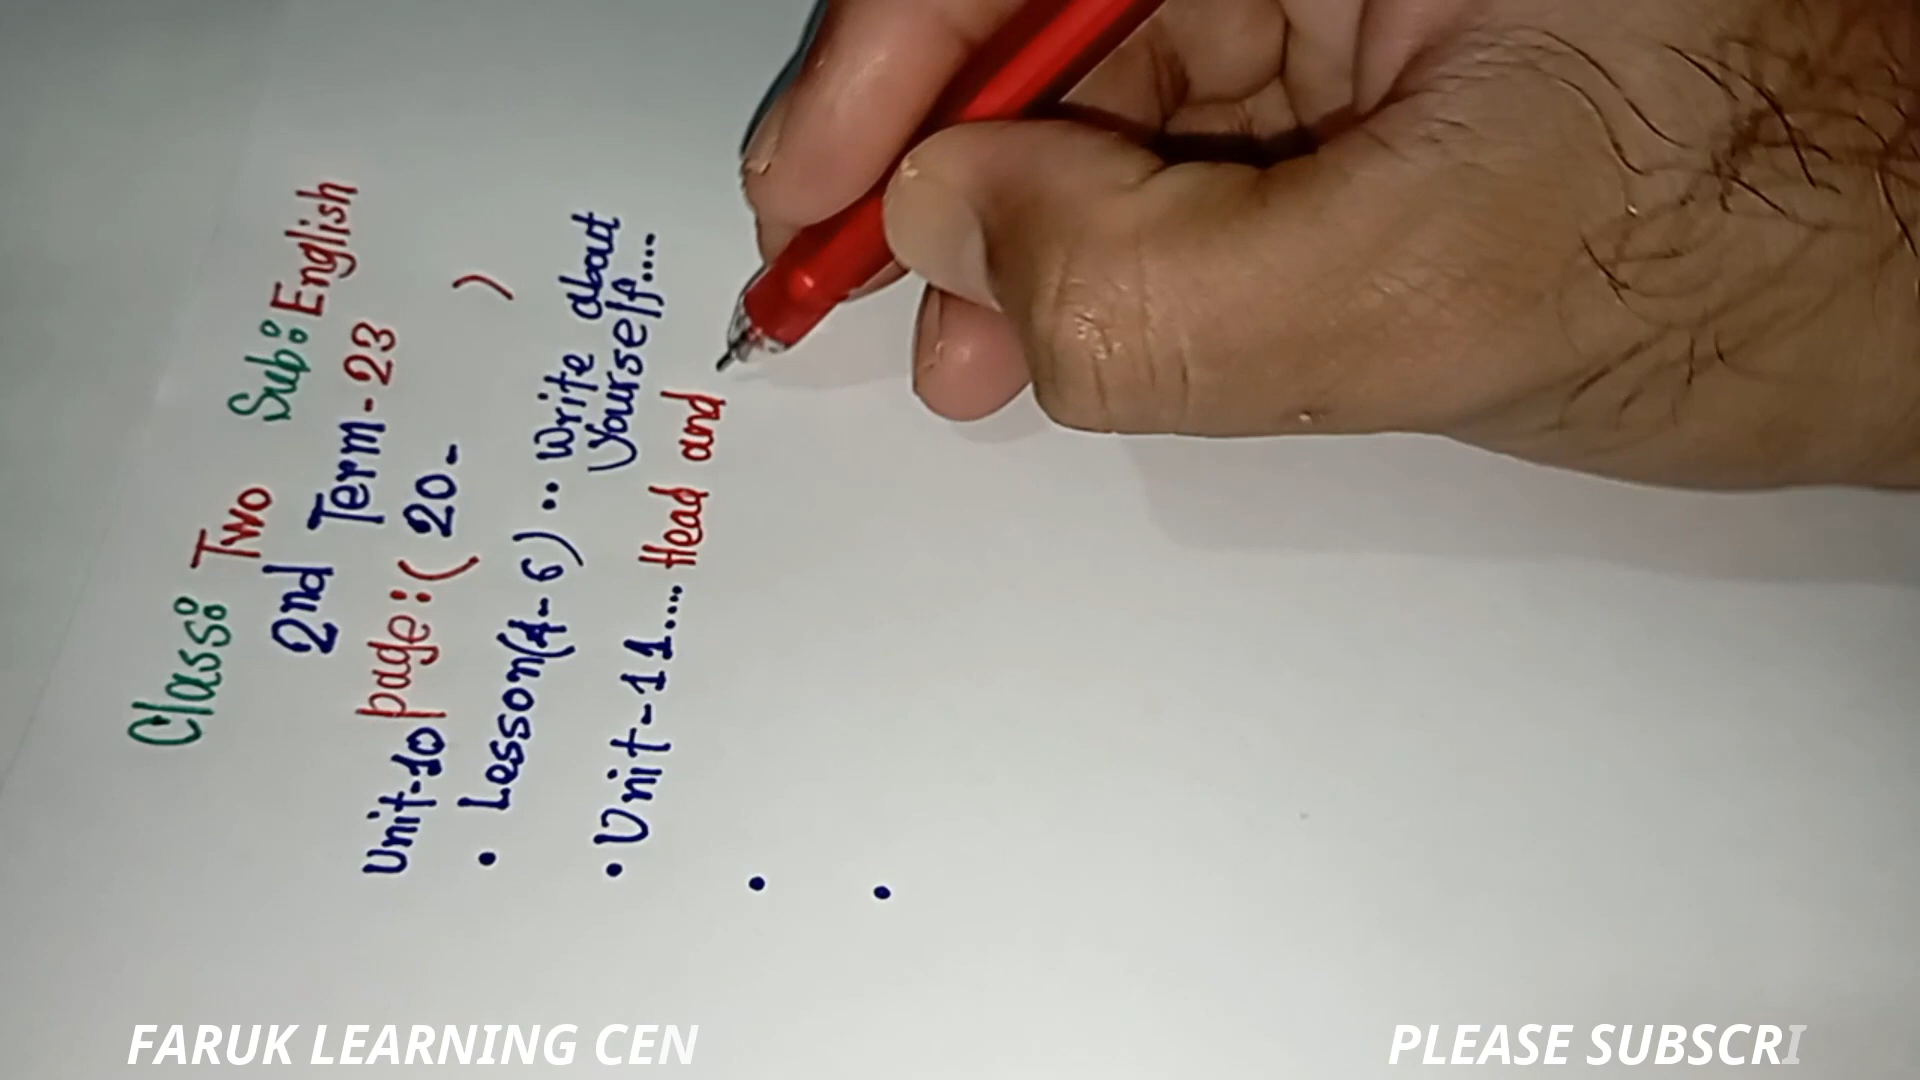 Class: Two Sub: English
2nd Term-23
Unit-10 page: ( 20- )
• Lesson(4-6) .. Write about
yourself....
• Unit-11.... Head and
•
•
FARUK LEARNING CEN
PLEASE SUBSCRI